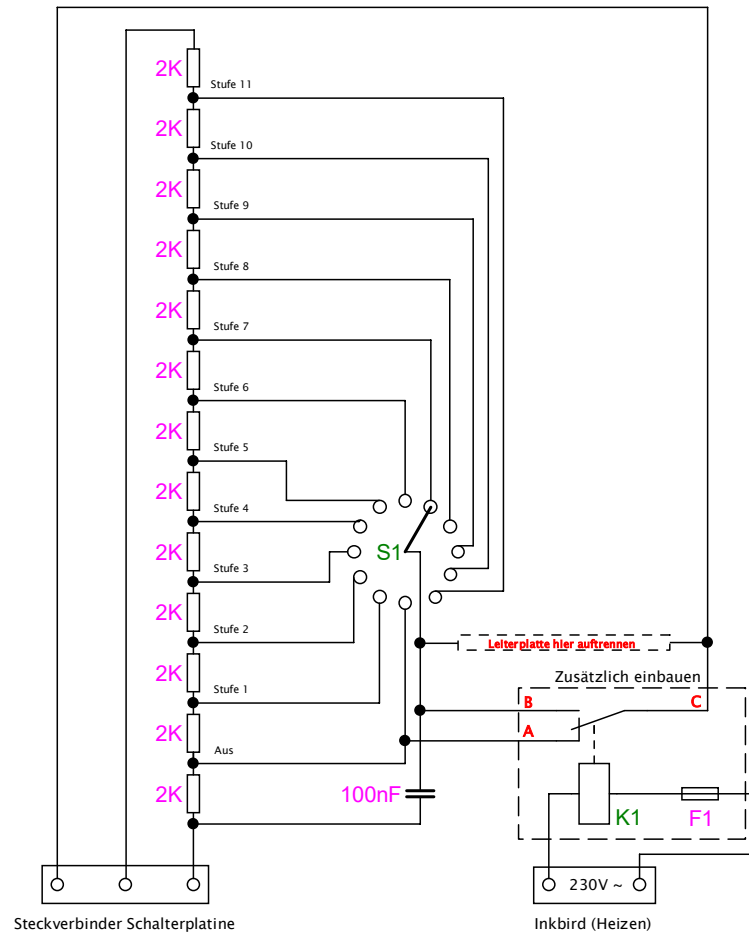 2K
Stufe 11
2K
Stufe 10
2K
Stufe 9
2K
Stufe 8
2K
Stufe 7
2K
Stufe 6
2K
Stufe 5
2K
Stufe 4
S1
2K
Stufe 3
2K
Stufe 2
Leiterplatte hier auftrennen
2K
Stufe 1
Zusätzlich einbauen
B
C
2K
A
Aus
2K
100nF
K1
F1
230V ~
Steckverbinder Schalterplatine
Inkbird (Heizen)